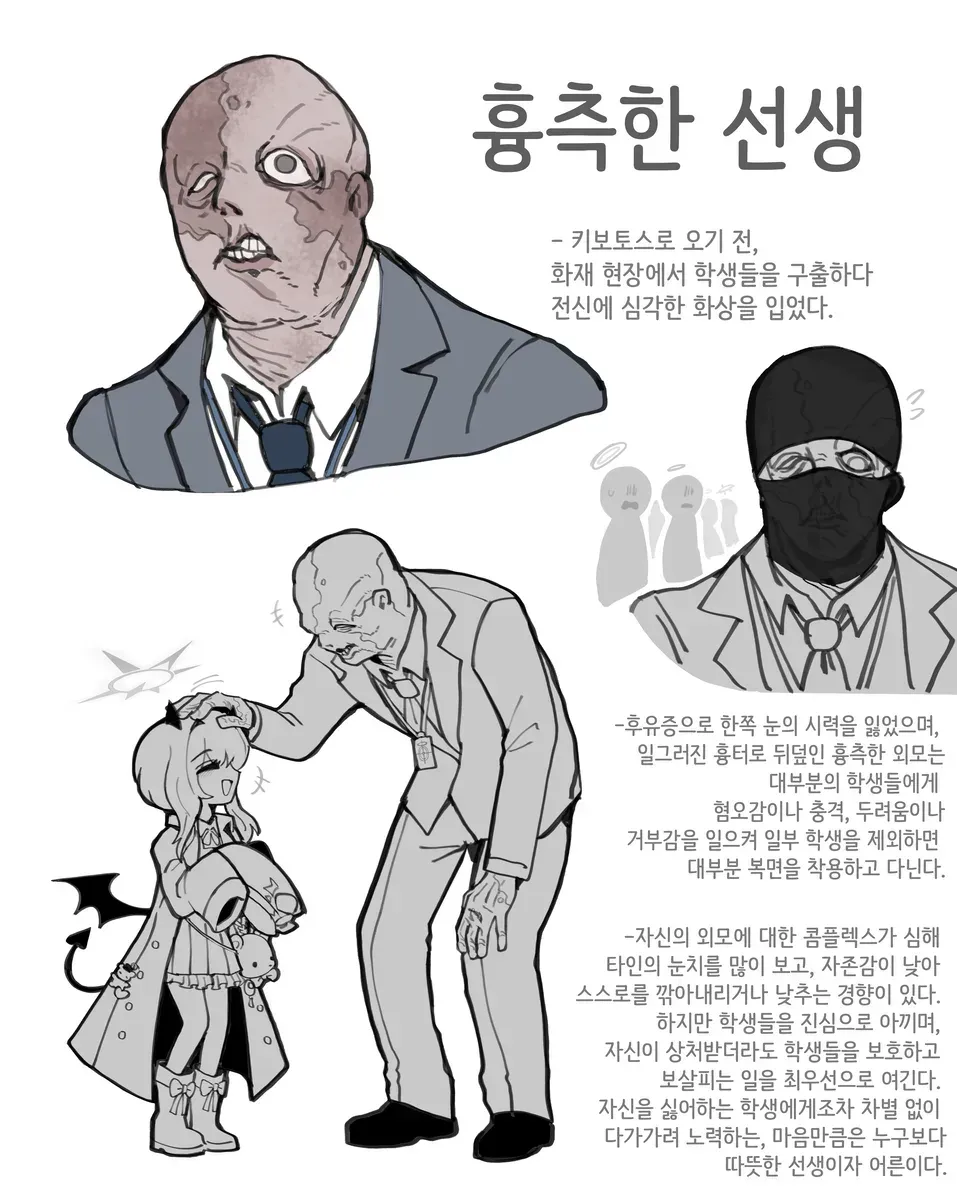 흉측한 선생
- 키보토스로 오기 전,
화재 현장에서 학생들을 구출하다
전신에 심각한 화상을 입었다.
-후유증으로 한쪽 눈의 시력을 잃었으며,
일그러진 흉터로 뒤덮인 흉측한 외모는
대부분의 학생들에게
혐오감이나 충격, 두려움이나
거부감을 일으켜 일부 학생을 제외하면
대부분 복면을 착용하고 다닌다.
-자신의 외모에 대한 콤플렉스가 심해
타인의 눈치를 많이 보고, 자존감이 낮아
스스로를 깎아내리거나 낮추는 경향이 있다.
하지만 학생들을 진심으로 아끼며,
자신이 상처받더라도 학생들을 보호하고
보살피는 일을 최우선으로 여긴다.
자신을 싫어하는 학생에게조차 차별 없이
다가가려 노력하는, 마음만큼은 누구보다
따뜻한 선생이자 어른이다.